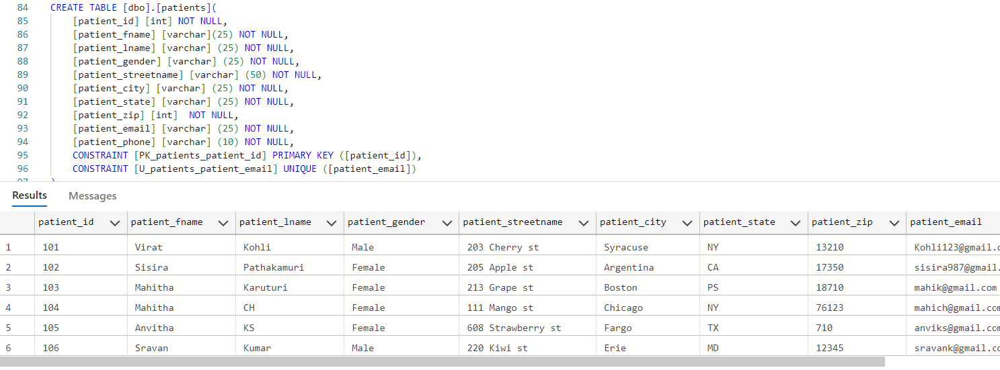 84 CREATE TABLE [dbo].[patients](
85 [patient_id] [int] NOT NULL,
86 [patient_fname] [varchar](25) NOT NULL,
87 [patient_lname] [varchar] (25) NOT NULL,
88 [patient_gender] [varchar] (25) NOT NULL,
89 [patient_streetname] [varchar] (50) NOT NULL,
90 [patient_city] [varchar] (25) NOT NULL,
91 [patient_state] [varchar] (25) NOT NULL,
92 [patient_zip] [int]  NOT NULL,
93 [patient_email] [varchar] (25) NOT NULL,
94 [patient_phone] [varchar] (10) NOT NULL,
95 CONSTRAINT [PK_patients_patient_id] PRIMARY KEY ([patient_id]),
96 CONSTRAINT [U_patients_patient_email] UNIQUE ([patient_email])
97 )
Results Messages
patient_id patient_fname patient_lname patient_gender patient_streetname patient_city patient_state patient_zip patient_email
1 101 Virat Kohli Male 203 Cherry st Syracuse NY 13210 Kohli123@gmail.c
2 102 Sisira Pathakamuri Female 205 Apple st Argentina CA 17350 sisira987@gmail.
3 103 Mahitha Karuturi Female 213 Grape st Boston PS 18710 mahik@gmail.com
4 104 Mahitha CH Female 111 Mango st Chicago NY 76123 mahich@gmail.com
5 105 Anvitha KS Female 608 Strawberry st Fargo TX 710 anviks@gmail.com
6 106 Sravan Kumar Male 220 Kiwi st Erie MD 12345 sravank@gmail.co